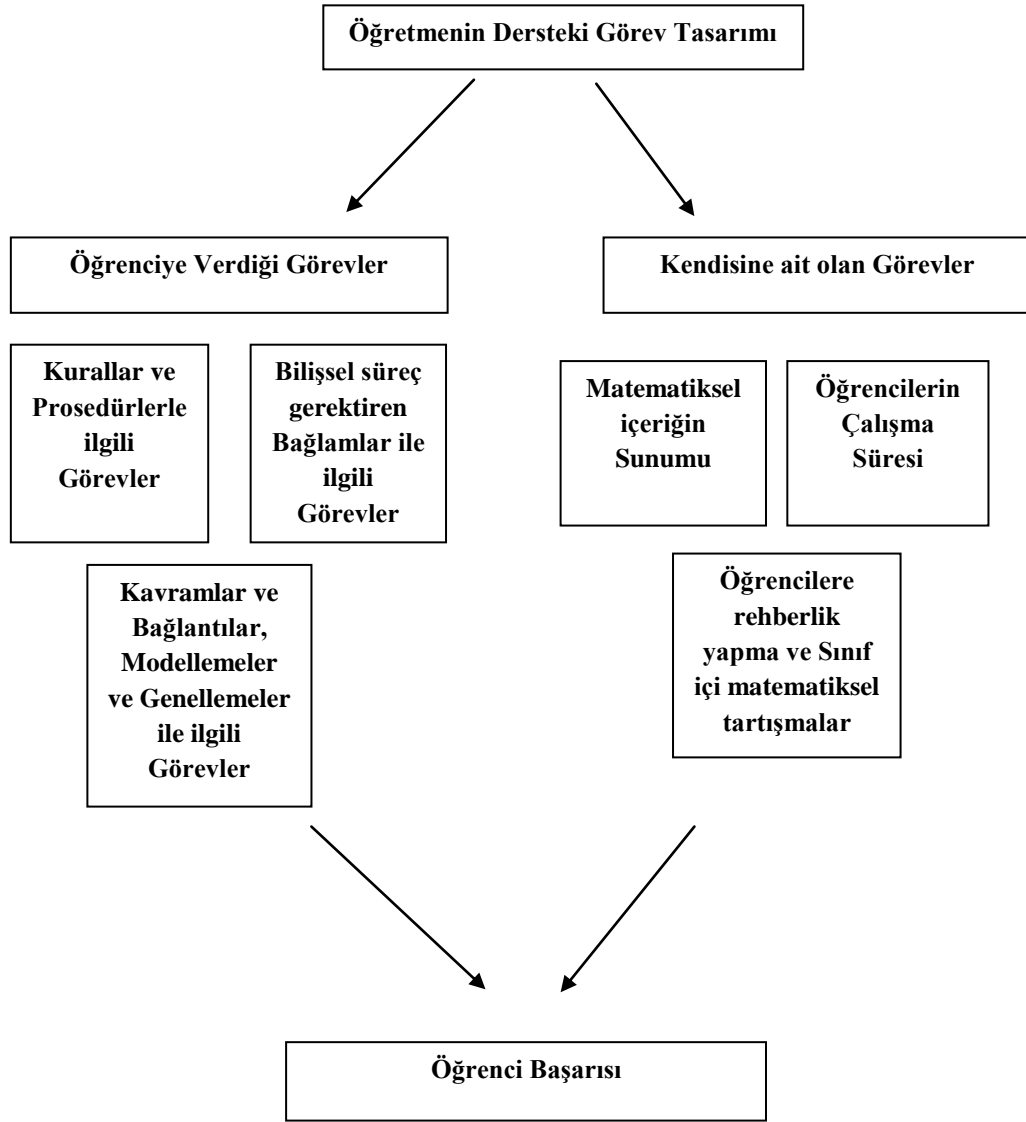 Öğretmenin Dersteki Görev Tasarımı
Öğrenciye Verdiği Görevler
Kendisine ait olan Görevler
Kurallar ve
Prosedürlerle
ilgili
Görevler
Bilişsel süreç
gerektiren
Bağlamlar ile
ilgili
Görevler
Matematiksel
içeriğin
Sunumu
Öğrencilerin
Çalışma
Süresi
Kavramlar ve
Bağlantılar,
Modellemeler
ve Genellemeler
ile ilgili
Görevler
Öğrencilere
rehberlik
yapma ve Sınıf
içi matematiksel
tartışmalar
Öğrenci Başarısı